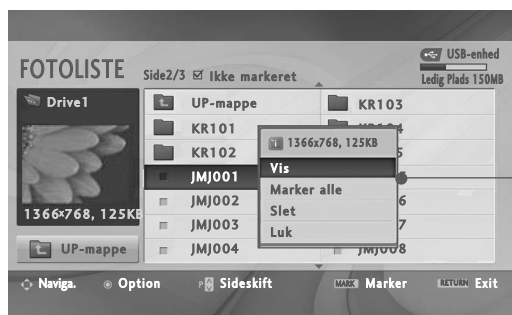 FOTOLISTE
Side2/3 ☑ Ikke markeret
USB-enhed
Ledig Plads 150MB
Drive1
1366x768, 125KB
UP-mappe
UP-mappe
KR101
KR102
JMJ001
JMJ002
JMJ003
JMJ004
KR103
JMJ008
1366x768, 125KB
Vis
Marker alle
Slet
Luk
Naviga.
Option
P Sideskift
MARK Marker
RETURN Exit